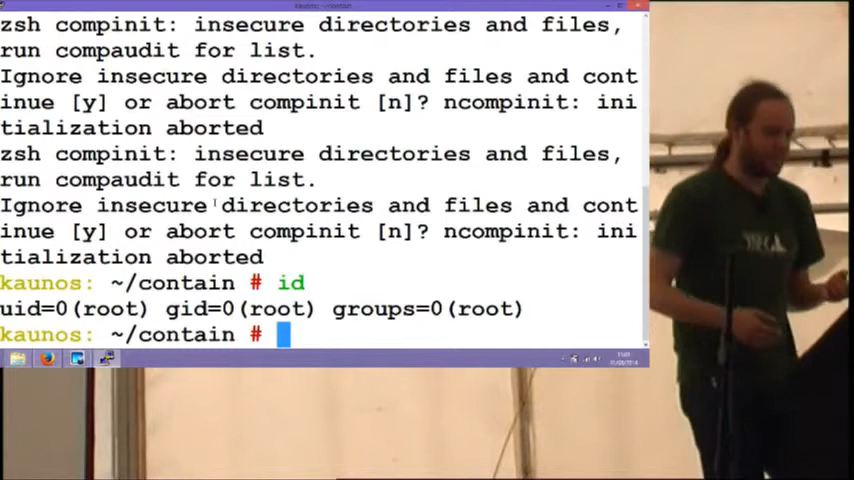 zsh compinit: insecure directories and files,
run compaudit for list.
Ignore insecure directories and files and cont
inue [y] or abort compinit [n]? ncompinit: ini
tialization aborted
zsh compinit: insecure directories and files,
run compaudit for list.
Ignore insecure directories and files and cont
inue [y] or abort compinit [n]? ncompinit: ini
tialization aborted
kaunos: ~/contain # id
uid=0(root) gid=0(root) groups=0(root)
kaunos: ~/contain #